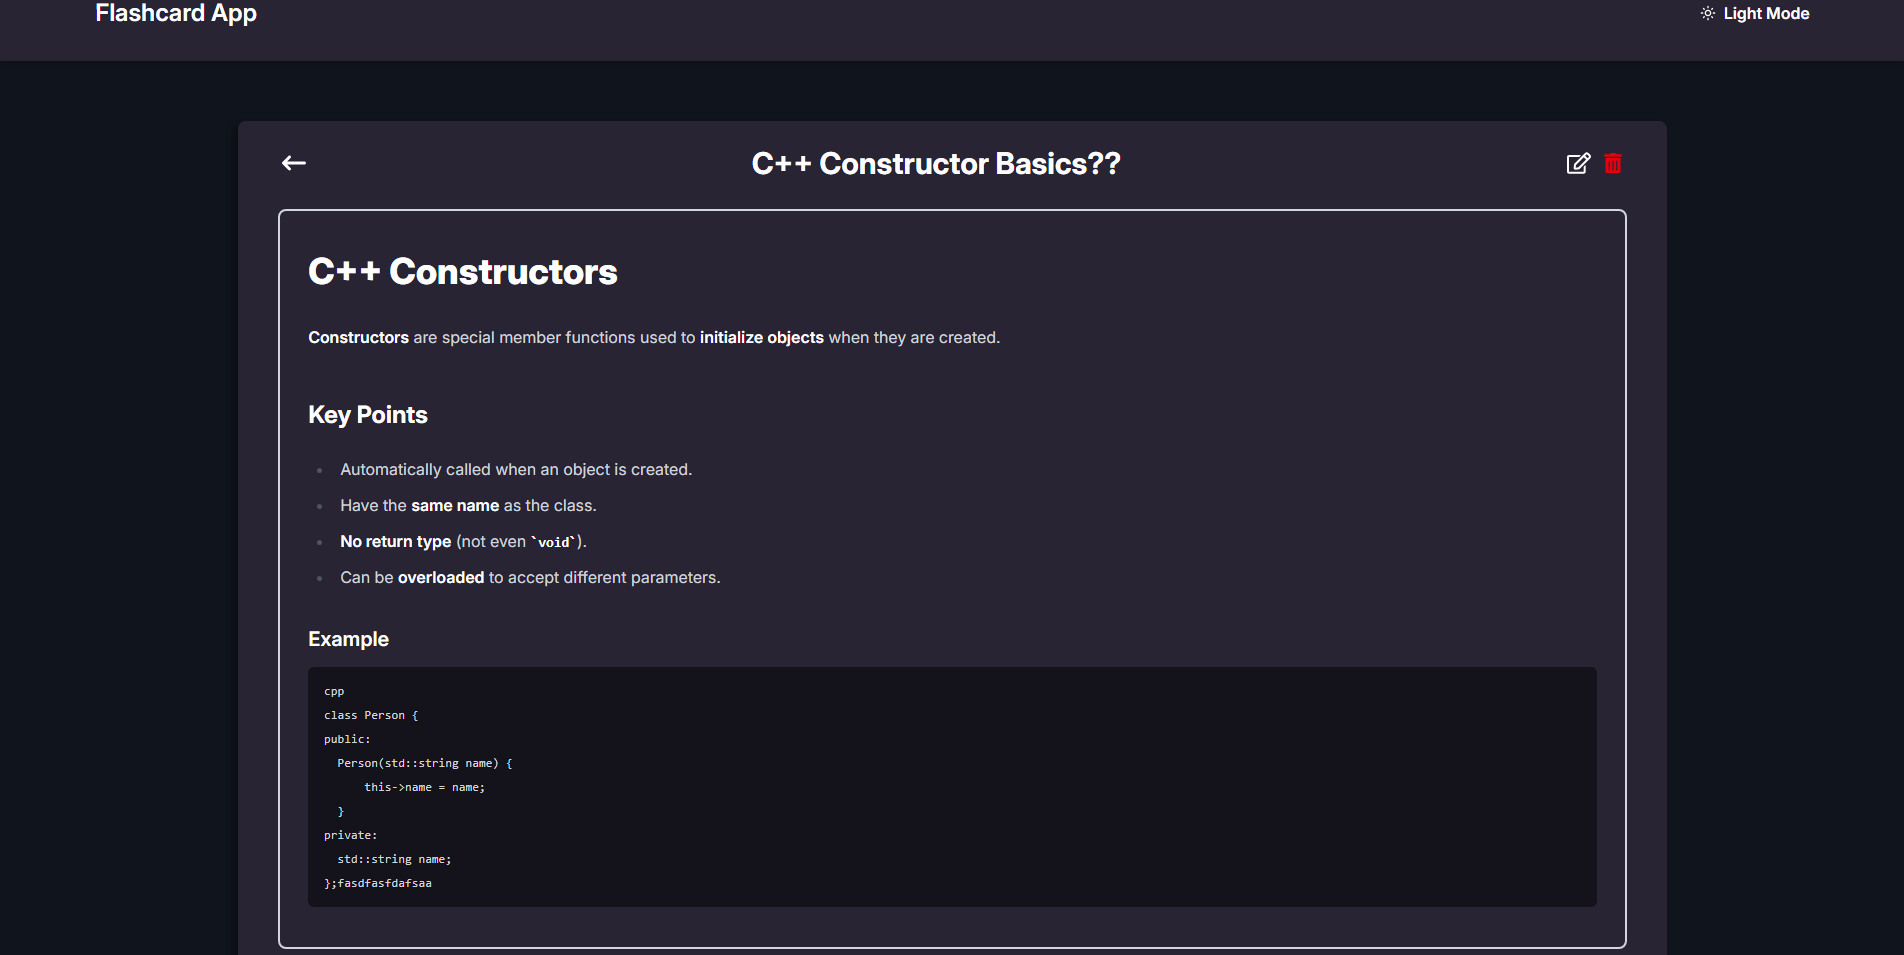 Flashcard App
Light Mode
C++ Constructor Basics??
C++ Constructors
Constructors are special member functions used to initialize objects when they are created.
Key Points
Automatically called when an object is created.
Have the same name as the class.
No return type (not even `void`).
Can be overloaded to accept different parameters.
Example
cpp
class Person {
public:
  Person(std::string name) {
      this->name = name;
  }
private:
  std::string name;
};fasdfasfdafsaa